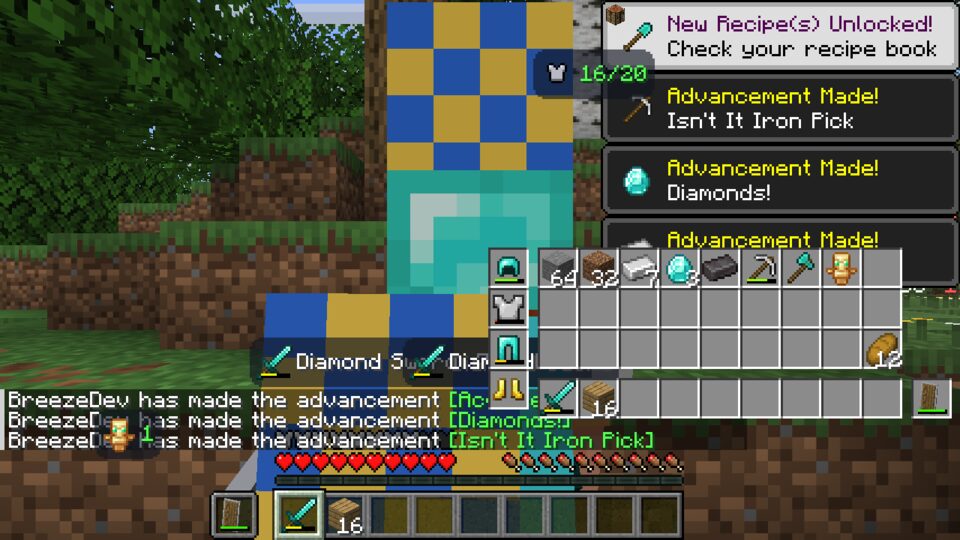 New Recipe(s) Unlocked!
Check your recipe book
16/20
Advancement Made!
Isn't It Iron Pick
Advancement Made!
Diamonds!
Advancement Made!
64
32
7
3
12
Diamond
16
BreezeDev has made the advancement
BreezeDev has made the advancement [Diamonds!]
BreezeDev has made the advancement [Isn't It Iron Pick]
1
16